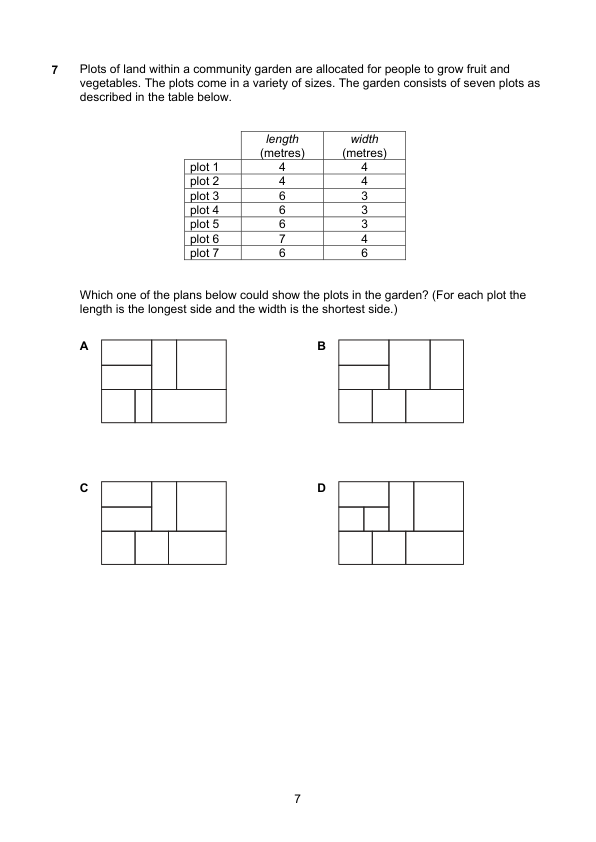 7 Plots of land within a community garden are allocated for people to grow fruit and
vegetables. The plots come in a variety of sizes. The garden consists of seven plots as
described in the table below.
length width
(metres) (metres)
plot 1 4 4
plot 2 4 4
plot 3 6 3
plot 4 6 3
plot 5 6 3
plot 6 7 4
plot 7 6 6
Which one of the plans below could show the plots in the garden? (For each plot the
length is the longest side and the width is the shortest side.)
A B
C D
7